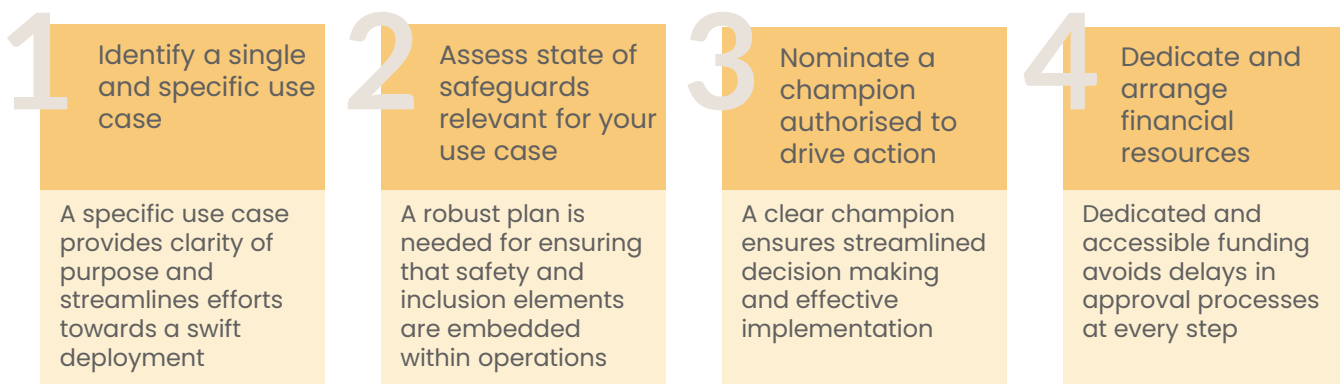 1
Identify a single
and specific use
case
A specific use case
provides clarity of
purpose and
streamlines efforts
towards a swift
deployment
2
Assess state of
safeguards
relevant for your
use case
A robust plan is
needed for ensuring
that safety and
inclusion elements
are embedded
within operations
3
Nominate a
champion
authorised to
drive action
A clear champion
ensures streamlined
decision making
and effective
implementation
4
Dedicate and
arrange
financial
resources
Dedicated and
accessible funding
avoids delays in
approval processes
at every step